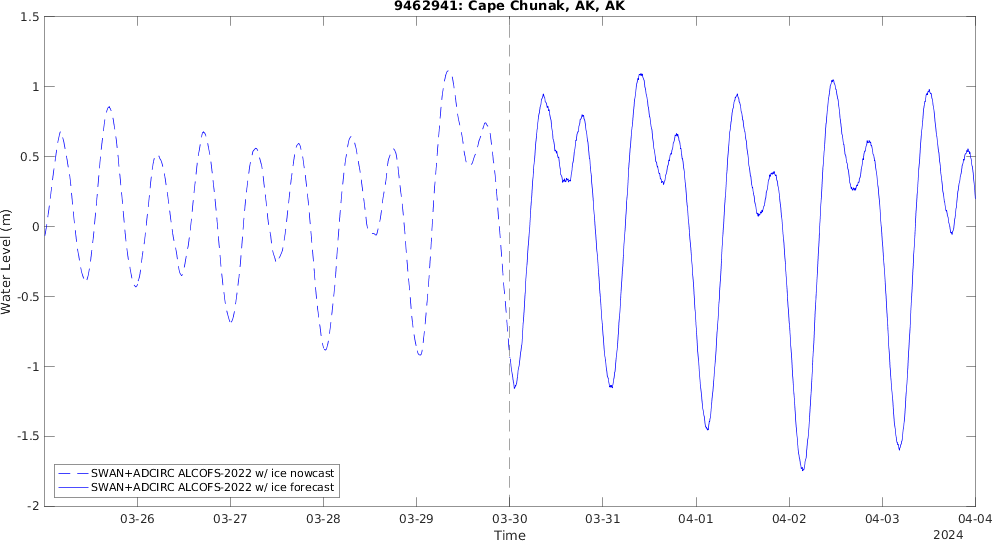 9462941: Cape Chunak, AK, AK
1.5
1
0.5
0
-0.5
-1
-1.5
-2
Water Level (m)
SWAN+ADCIRC ALCOFS-2022 w/ ice nowcast
SWAN+ADCIRC ALCOFS-2022 w/ ice forecast
03-26 03-27 03-28 03-29 03-30 03-31 04-01 04-02 04-03 04-04
Time
2024